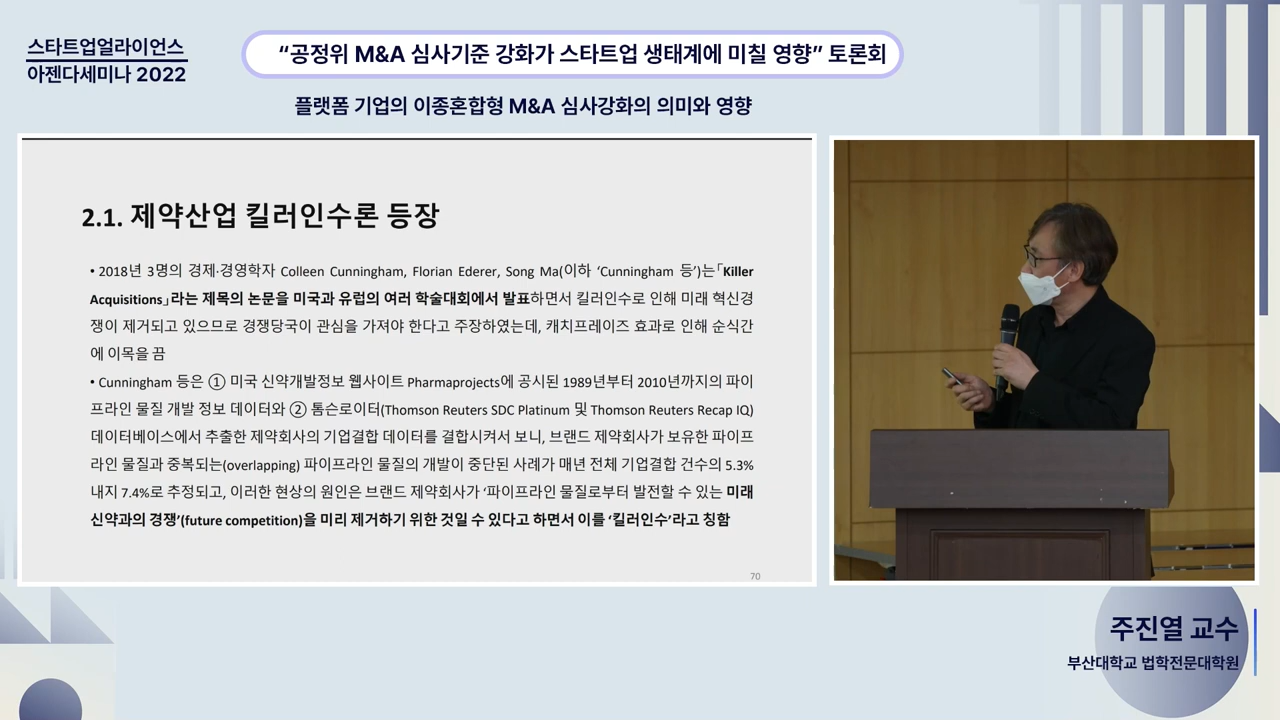 스타트업얼라이언스
아젠다세미나 2022
“공정위 M&A 심사기준 강화가 스타트업 생태계에 미칠 영향” 토론회
플랫폼 기업의 이종혼합형 M&A 심사강화의 의미와 영향
2.1. 제약산업 킬러인수론 등장
• 2018년 3명의 경제·경영학자 Colleen Cunningham, Florian Ederer, Song Ma(이하 ‘Cunningham 등’)는「Killer
Acquisitions」라는 제목의 논문을 미국과 유럽의 여러 학술대회에서 발표하면서 킬러인수로 인해 미래 혁신경
쟁이 제거되고 있으므로 경쟁당국이 관심을 가져야 한다고 주장하였는데, 캐치프레이즈 효과로 인해 순식간
에 이목을 끔
• Cunningham 등은 ① 미국 신약개발정보 웹사이트 Pharmaprojects에 공시된 1989년부터 2010년까지의 파이
프라인 물질 개발 정보 데이터와 ② 톰슨로이터(Thomson Reuters SDC Platinum 및 Thomson Reuters Recap IQ)
데이터베이스에서 추출한 제약회사의 기업결합 데이터를 결합시켜서 보니, 브랜드 제약회사가 보유한 파이프
라인 물질과 중복되는(overlapping) 파이프라인 물질의 개발이 중단된 사례가 매년 전체 기업결합 건수의 5.3%
내지 7.4%로 추정되고, 이러한 현상의 원인은 브랜드 제약회사가 ‘파이프라인 물질로부터 발전할 수 있는 미래
신약과의 경쟁’(future competition)을 미리 제거하기 위한 것일 수 있다고 하면서 이를 ‘킬러인수’라고 칭함
70
주진열 교수
부산대학교 법학전문대학원